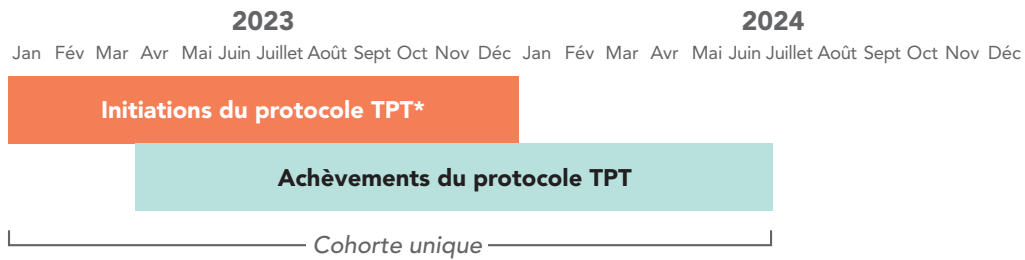 2023 2024
Jan Fév Mar Avr Mai Juin Juillet Août Sept Oct Nov Déc Jan Fév Mar Avr Mai Juin Juillet Août Sept Oct Nov Déc
Initiations du protocole TPT*
Achèvements du protocole TPT
Cohorte unique